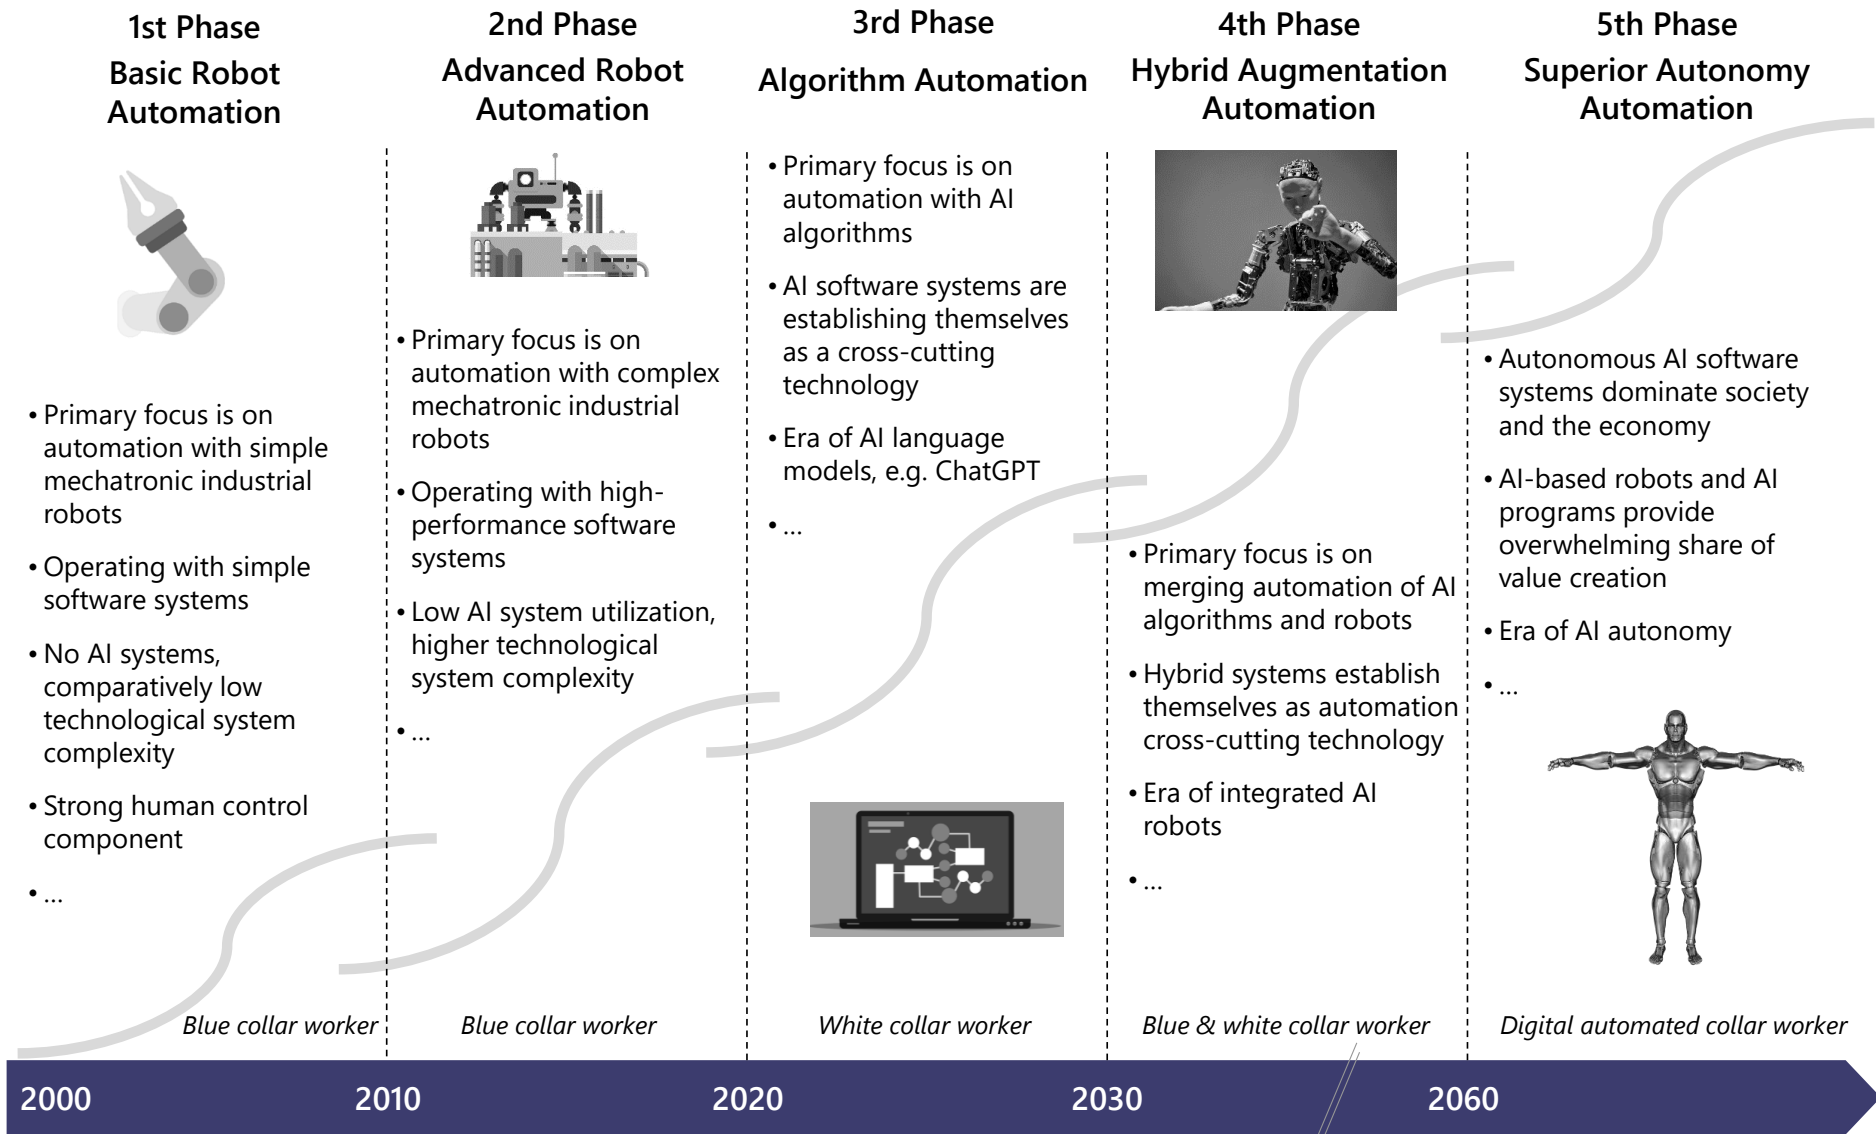 1st Phase
Basic Robot
Automation
• Primary focus is on
automation with simple
mechatronic industrial
robots
• Operating with simple
software systems
• No AI systems,
comparatively low
technological system
complexity
• Strong human control
component
• ...
Blue collar worker
2nd Phase
Advanced Robot
Automation
• Primary focus is on
automation with complex
mechatronic industrial
robots
• Operating with high-
performance software
systems
• Low AI system utilization,
higher technological
system complexity
• ...
Blue collar worker
3rd Phase
Algorithm Automation
• Primary focus is on
automation with AI
algorithms
• AI software systems are
establishing themselves
as a cross-cutting
technology
• Era of AI language
models, e.g. ChatGPT
• ...
White collar worker
4th Phase
Hybrid Augmentation
Automation
• Primary focus is on
merging automation of AI
algorithms and robots
• Hybrid systems establish
themselves as automation
cross-cutting technology
• Era of integrated AI
robots
• ...
Blue & white collar worker
5th Phase
Superior Autonomy
Automation
• Autonomous AI software
systems dominate society
and the economy
• AI-based robots and AI
programs provide
overwhelming share of
value creation
• Era of AI autonomy
• ...
Digital automated collar worker
2000
2010
2020
2030
2060